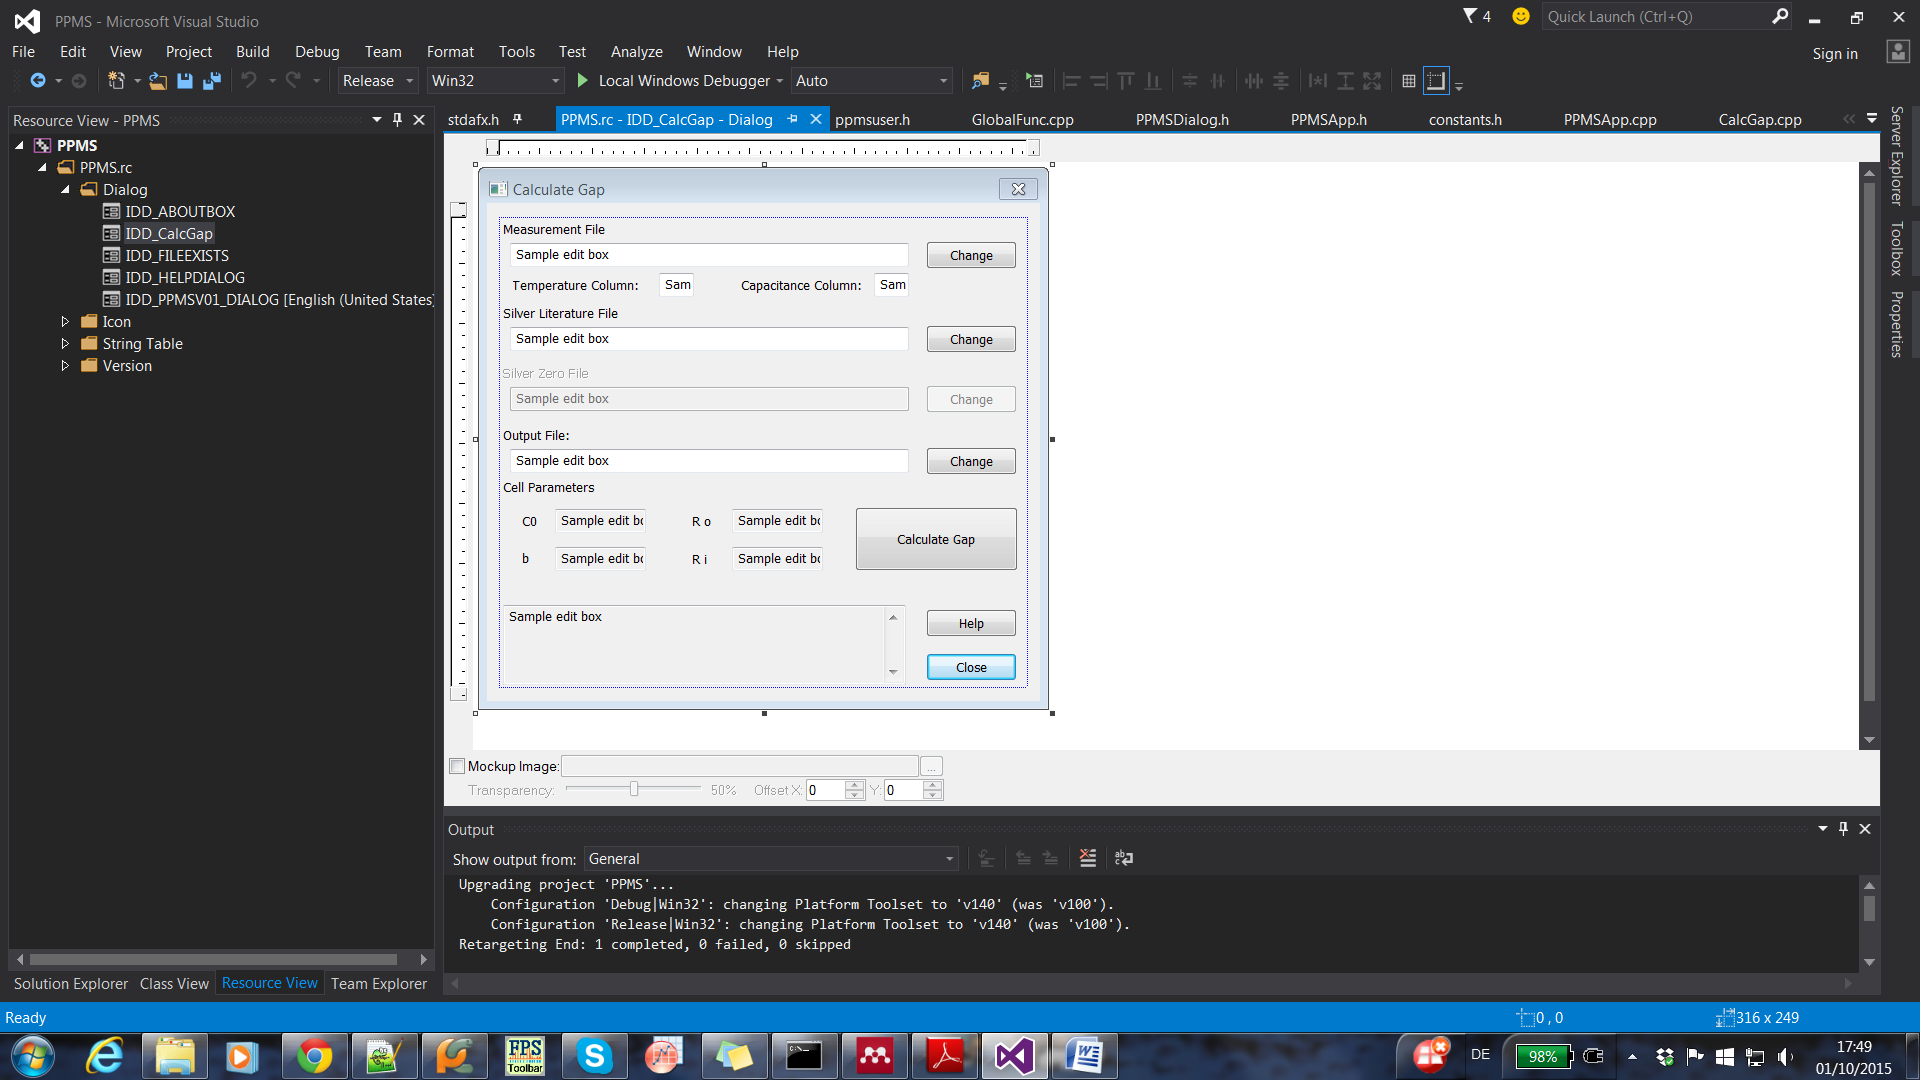 PPMS - Microsoft Visual Studio
4
Quick Launch (Ctrl+Q)
File Edit View Project Build Debug Team Format Tools Test Analyze Window Help
Sign in
Release Win32 Local Windows Debugger Auto
Resource View - PPMS
stdafx.h PPMS.rc - IDD_CalcGap - Dialog ppmsuser.h GlobalFunc.cpp PPMSDialog.h PPMSApp.h constants.h PPMSApp.cpp CalcGap.cpp
PPMS
PPMS.rc
Dialog
IDD_ABOUTBOX
IDD_CalcGap
IDD_FILEEXISTS
IDD_HELPDIALOG
IDD_PPMSV01_DIALOG [English (United States)
Icon
String Table
Version
Calculate Gap
Measurement File
Sample edit box Change
Temperature Column: Sam Capacitance Column: Sam
Silver Literature File
Sample edit box Change
Silver Zero File
Sample edit box Change
Output File:
Sample edit box Change
Cell Parameters
C0 Sample edit bo R o Sample edit bo
Calculate Gap
b Sample edit bo R i Sample edit bo
Sample edit box
Help
Close
Server Explorer
Toolbox
Properties
Mockup Image: ...
Transparency: 50% Offset X: 0 Y: 0
Output
Show output from: General
Upgrading project 'PPMS'...
Configuration 'Debug|Win32': changing Platform Toolset to 'v140' (was 'v100').
Configuration 'Release|Win32': changing Platform Toolset to 'v140' (was 'v100').
Retargeting End: 1 completed, 0 failed, 0 skipped
Solution Explorer Class View Resource View Team Explorer
Ready
0 , 0
316 x 249
FPS
Toolbar
DE
98%
17:49
01/10/2015